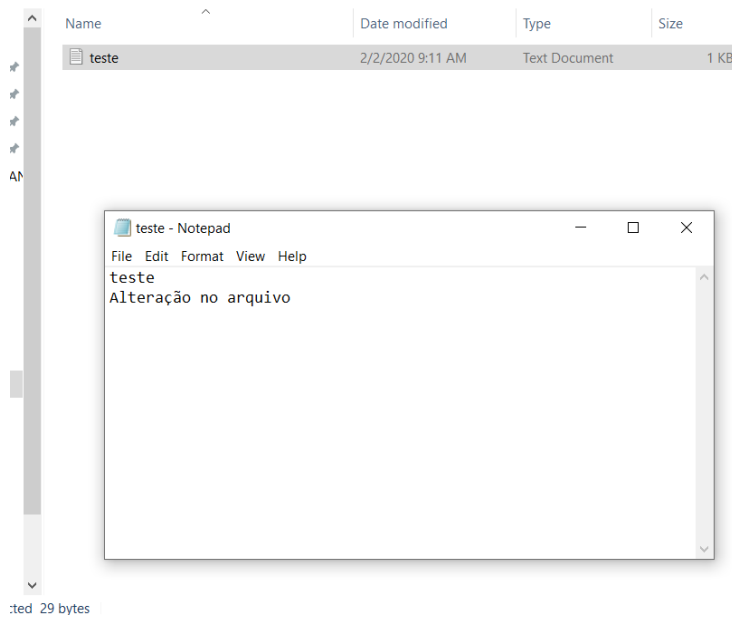 Name Date modified Type Size
teste 2/2/2020 9:11 AM Text Document 1 KB
teste - Notepad
File Edit Format View Help
teste
Alteração no arquivo
29 bytes